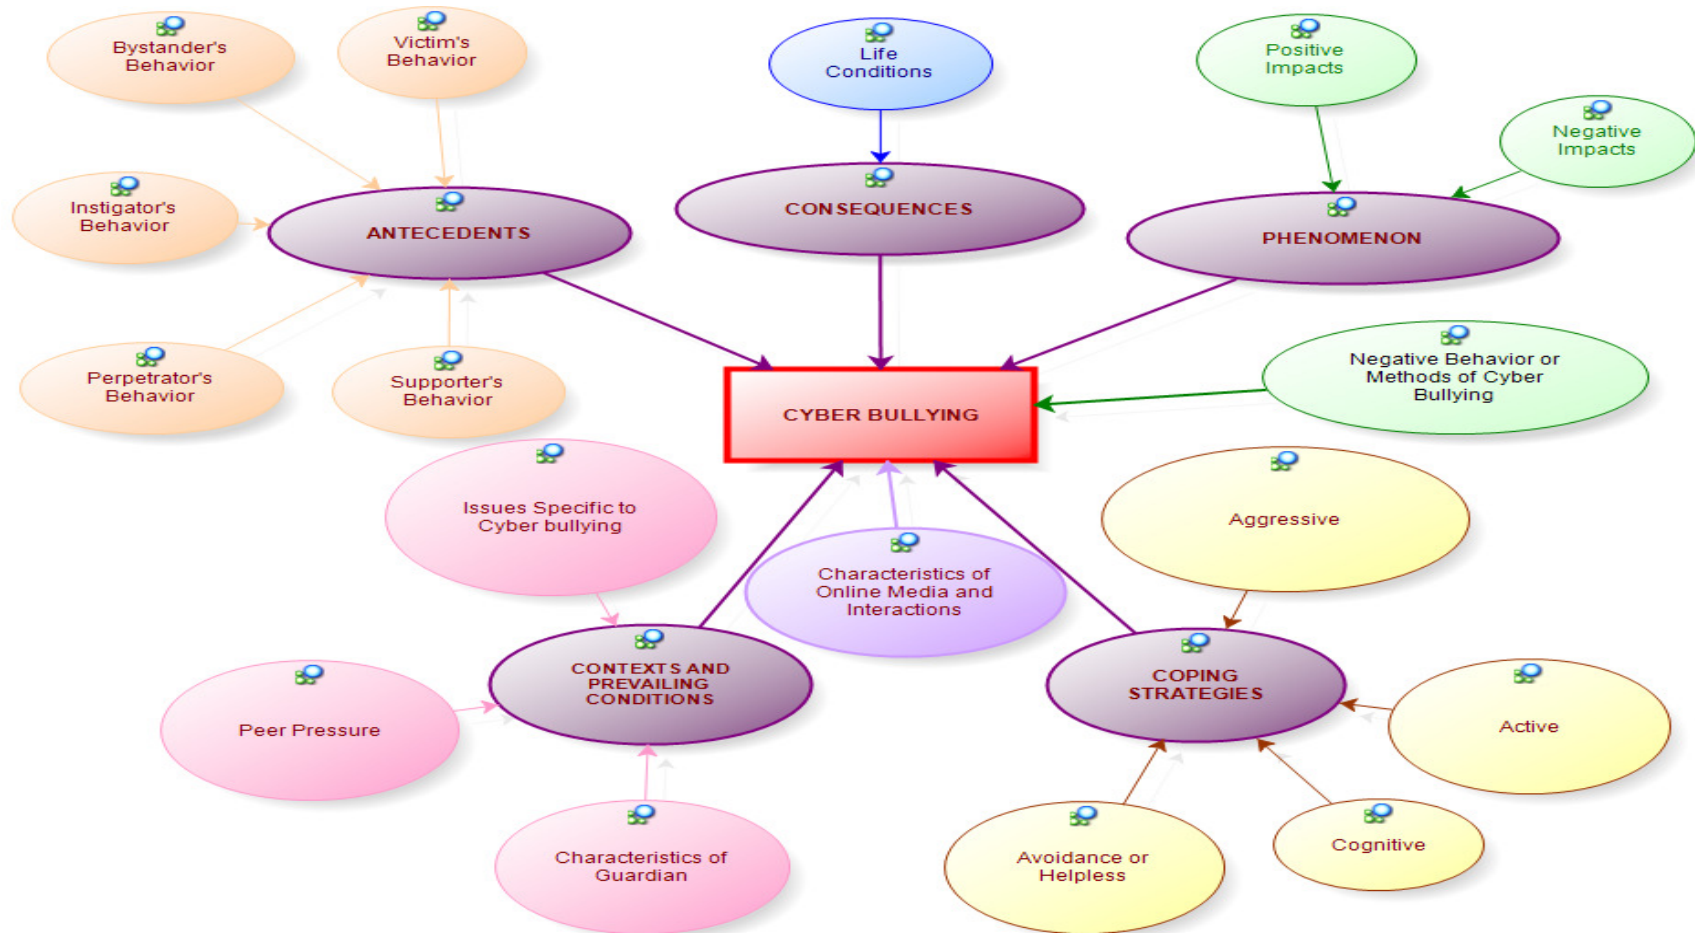 Bystander's
Behavior
Victim's
Behavior
Life
Conditions
Positive
Impacts
Negative
Impacts
Instigator's
Behavior
ANTECEDENTS
CONSEQUENCES
PHENOMENON
Perpetrator's
Behavior
Supporter's
Behavior
CYBER BULLYING
Negative Behavior or
Methods of Cyber
Bullying
Issues Specific to
Cyber bullying
Characteristics of
Online Media and
Interactions
Aggressive
CONTEXTS AND
PREVAILING
CONDITIONS
COPING
STRATEGIES
Peer Pressure
Active
Characteristics of
Guardian
Avoidance or
Helpless
Cognitive